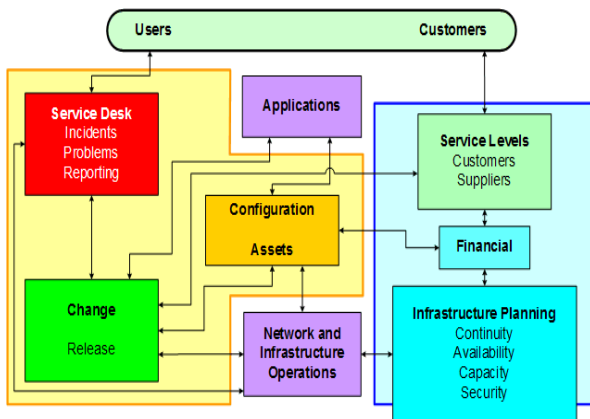 Users
Customers
Service Desk
Incidents
Problems
Reporting
Applications
Service Levels
Customers
Suppliers
Configuration
Assets
Financial
Change
Release
Network and
Infrastructure
Operations
Infrastructure Planning
Continuity
Availability
Capacity
Security